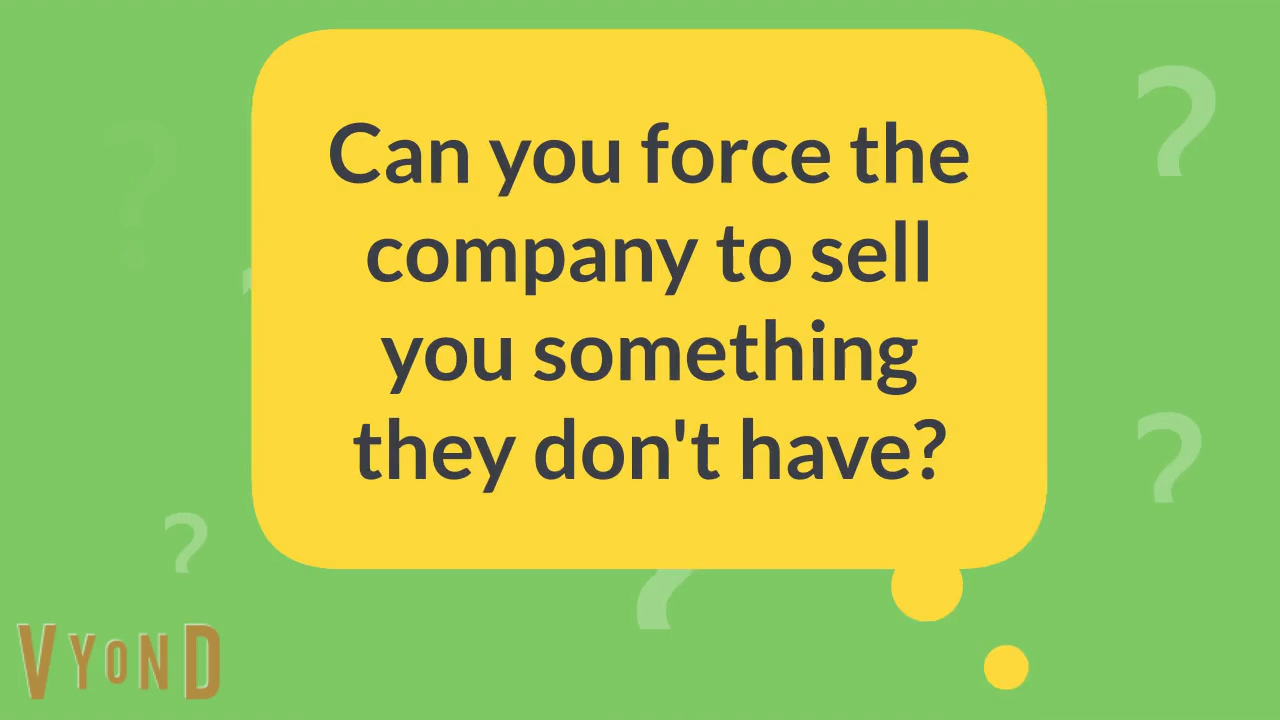 Can you force the
company to sell
you something
they don't have?
VYOND